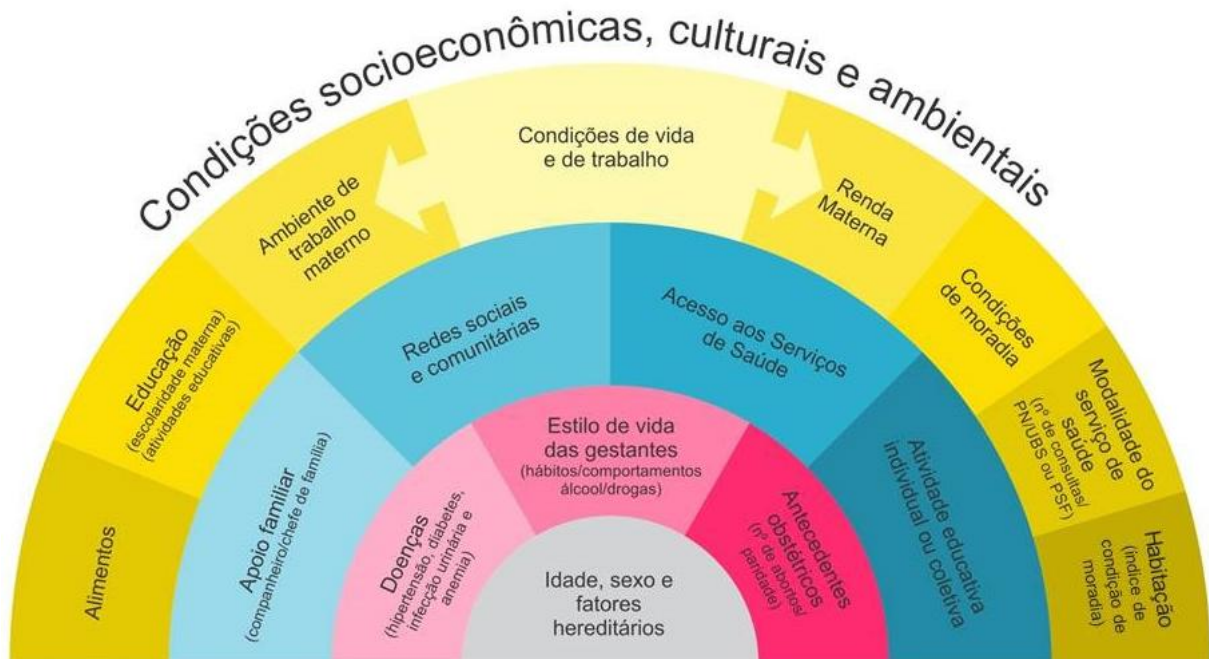 Condições socioeconômicas, culturais e ambientais
Condições de vida
e de trabalho
Ambiente de
trabalho
materno
Renda
Materna
Educação
(escolaridade materna)
(atividades educativas)
Condições
de moradia
Alimentos
Modalidade do
serviço de
saúde
(nº de consultas/
PN/UBS ou PSF)
Habitação
(índice de
condição de
moradia)
Redes sociais
e comunitárias
Acesso aos Serviços
de Saúde
Apoio familiar
(companheiro/chefe de família)
Atividade educativa
individual ou coletiva
Estilo de vida
das gestantes
(hábitos/comportamentos
álcool/drogas)
Doenças
(hipertensão, diabetes,
infecção urinária e
anemia)
Antecedentes
obstétricos
(nº de abortos/
paridade)
Idade, sexo e
fatores
hereditários